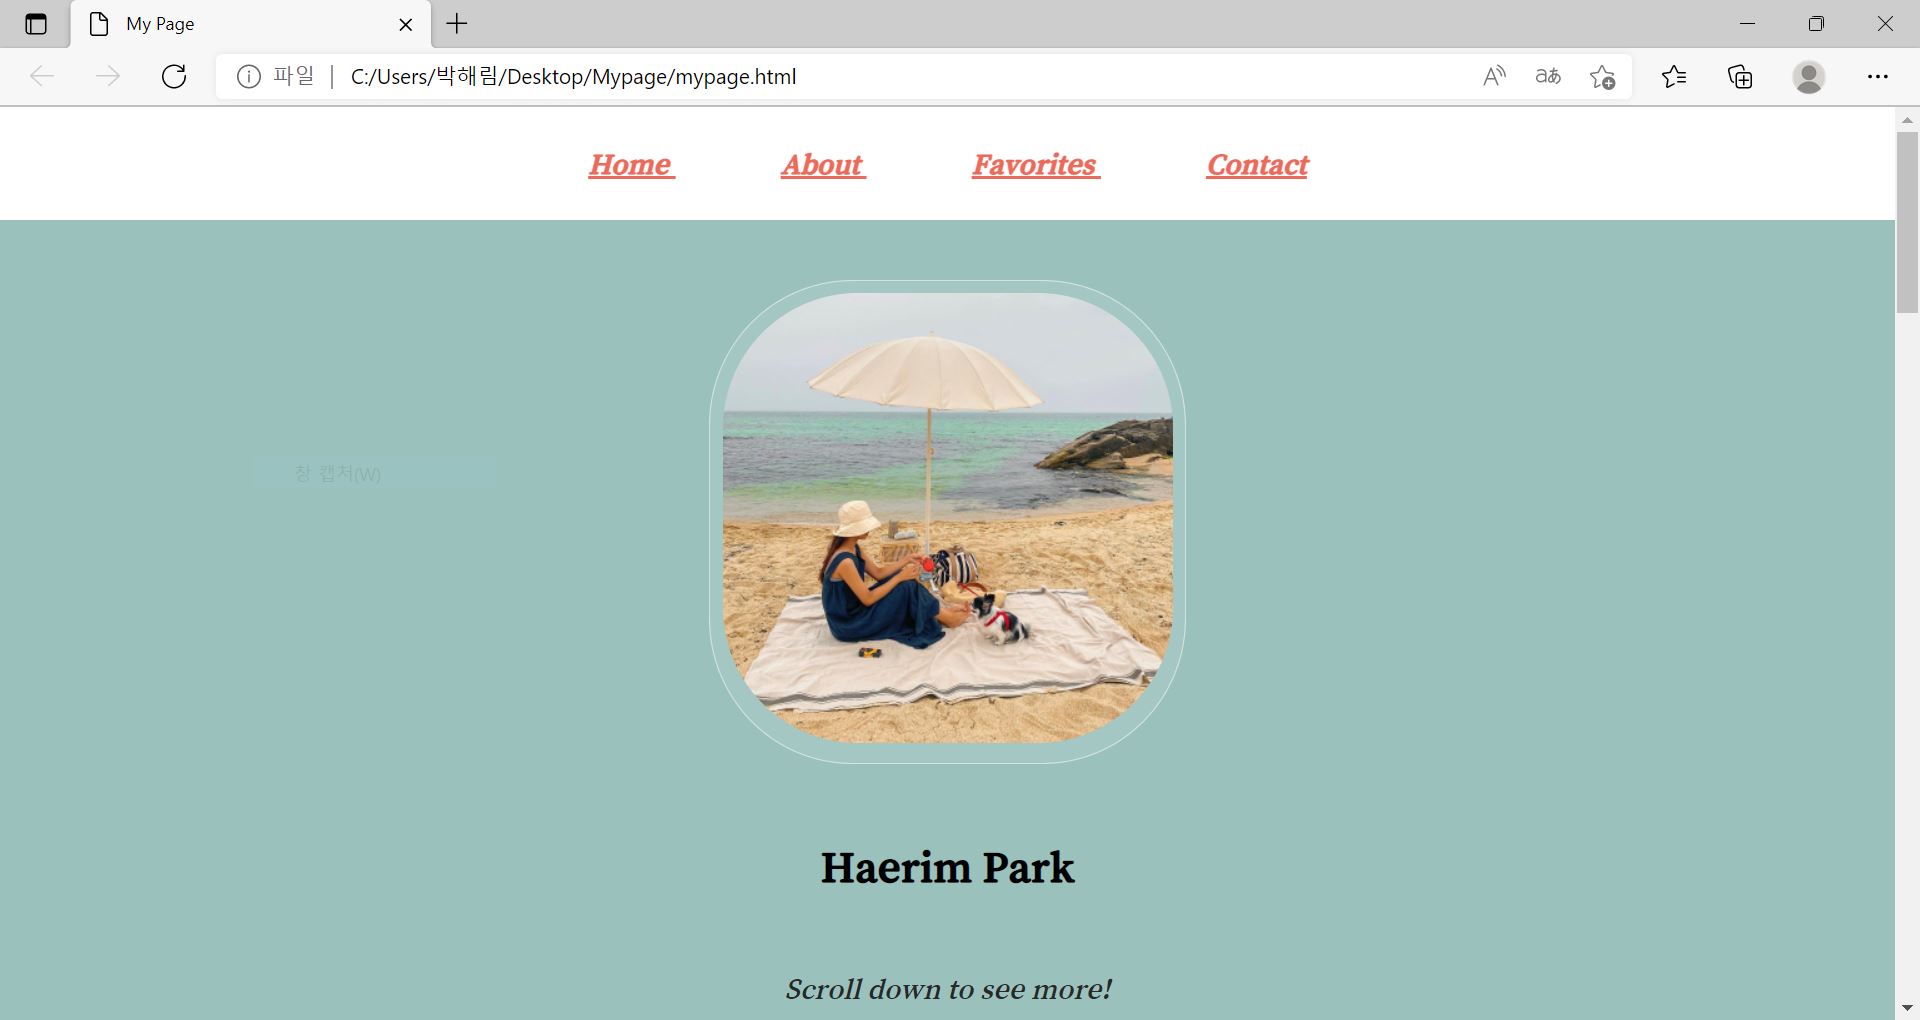 My Page
파일 | C:/Users/박해림/Desktop/Mypage/mypage.html
Home About Favorites Contact
창 캡처(W)
Haerim Park
Scroll down to see more!